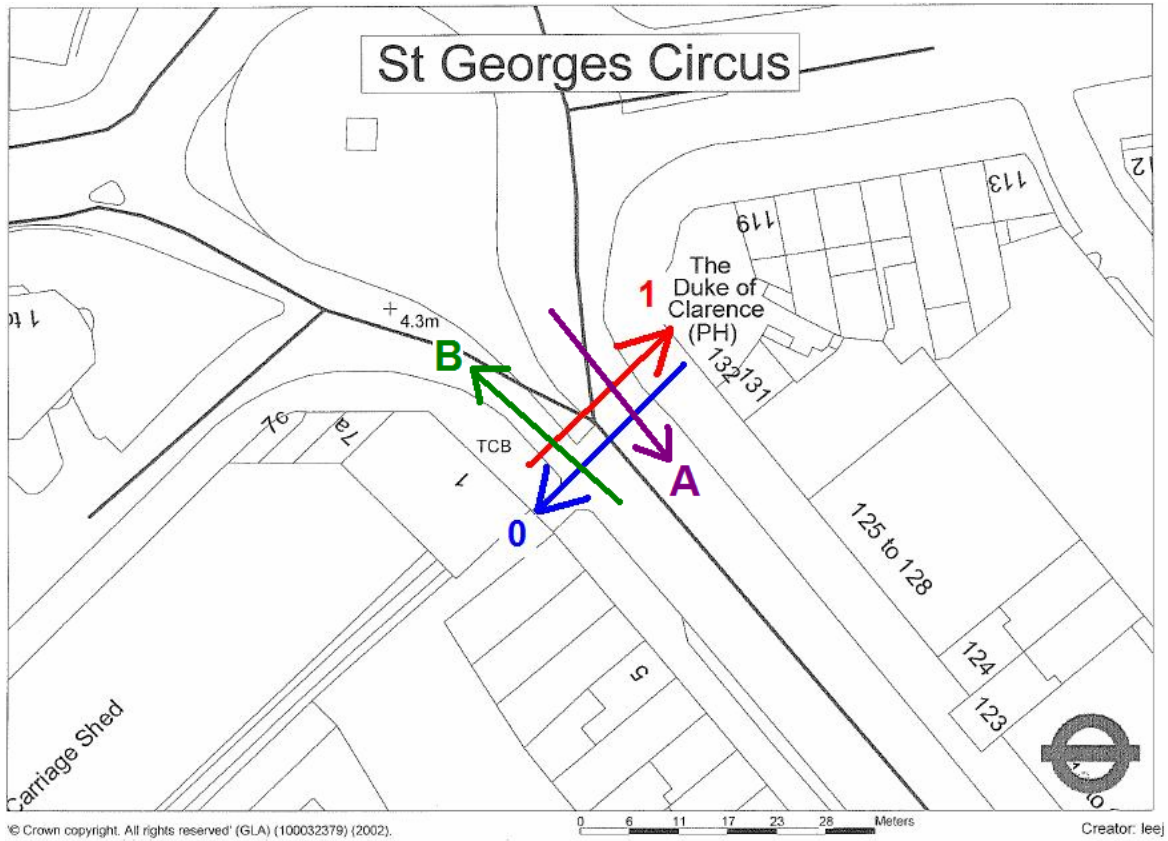 St Georges Circus
12
113
119
The
Duke of
Clarence
(PH)
1
4.3m
1 to
B
132
131
9L
7a
TCB
1
A
0
125 to 128
5
124
123
Carriage Shed
'© Crown copyright. All rights reserved' (GLA) (100032379) (2002).
0 6 11 17 23 28 Meters
Creator: leej